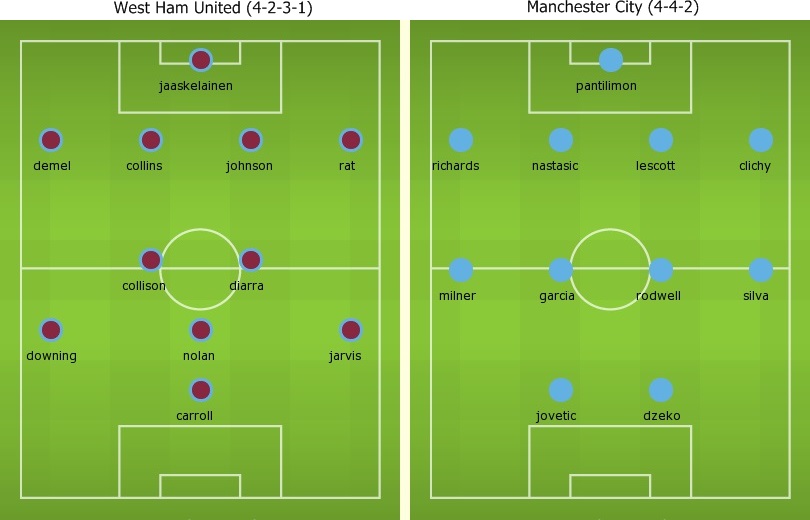 West Ham United (4-2-3-1)
jaaskelainen
demel collins johnson rat
collison diarra
downing nolan jarvis
carroll
Manchester City (4-4-2)
pantilimon
richards nastasic lescott clichy
milner garcia rodwell silva
jovetic dzeko